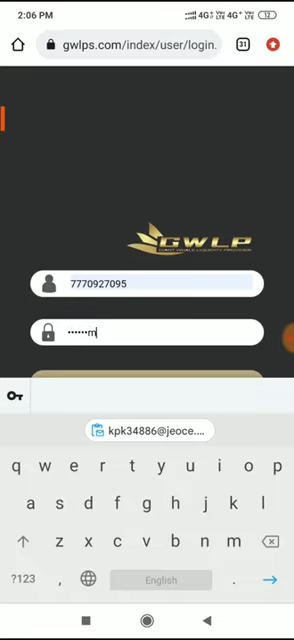 2:06 PM 4G 4G+ 12
gwlps.com/index/user/login. 31
GWLP
GIANT WHALE LIQUIDITY PROVIDER
7770927095
••••••m
kpk34886@jeoce....
q w e r t y u i o p
a s d f g h j k l
z x c v b n m
?123 , English .